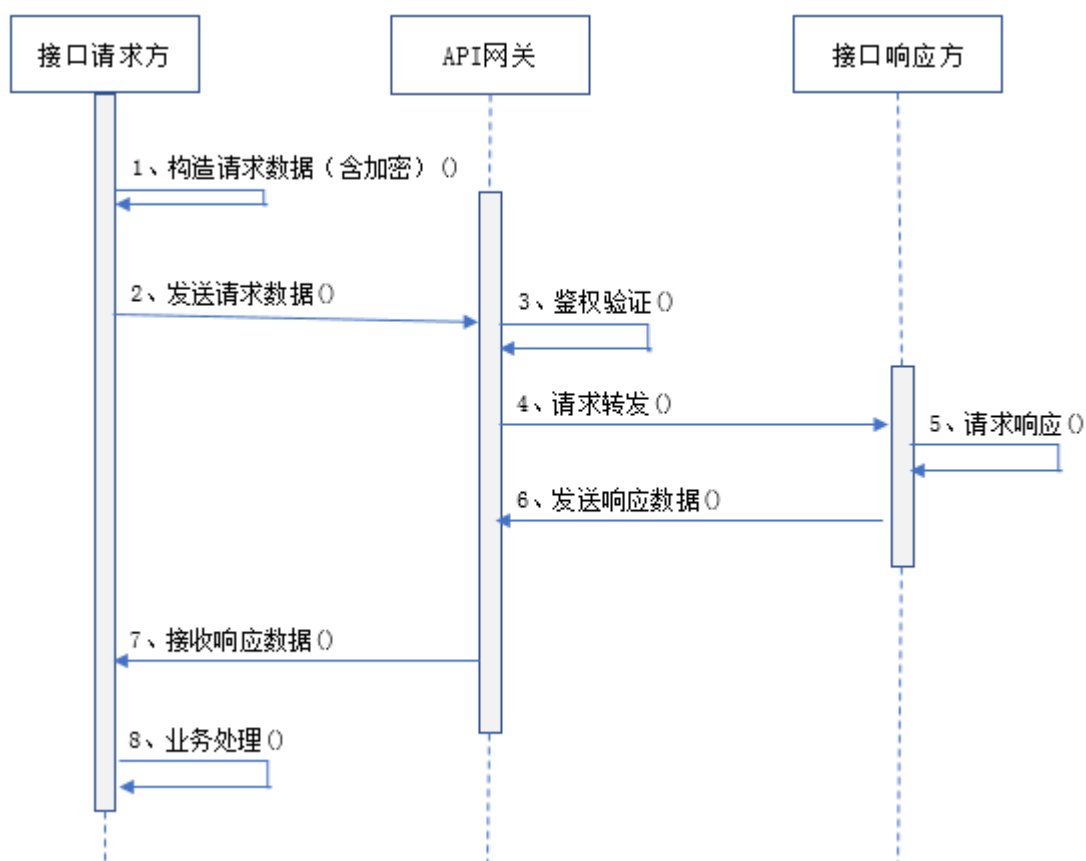 接口请求方
API网关
接口响应方
1、构造请求数据（含加密）()
2、发送请求数据()
3、鉴权验证()
4、请求转发()
5、请求响应()
6、发送响应数据()
7、接收响应数据()
8、业务处理()